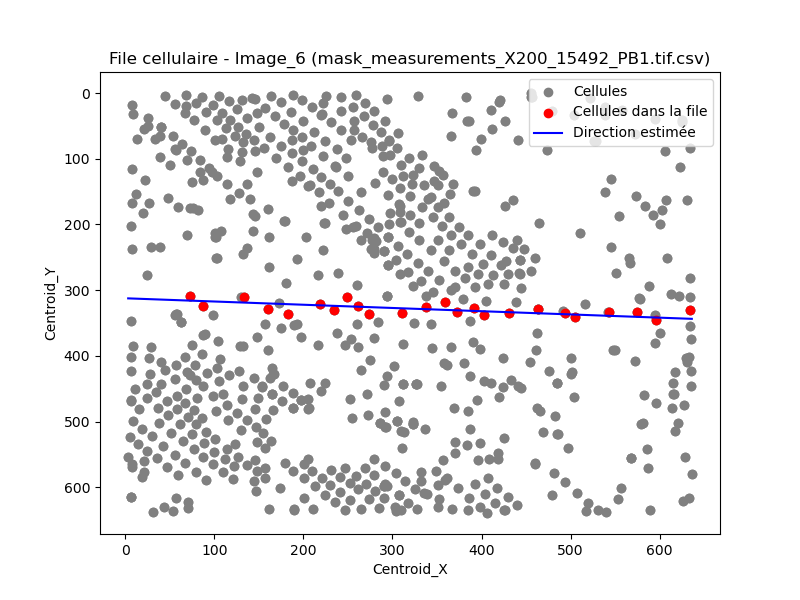 File cellulaire - Image_6 (mask_measurements_X200_15492_PB1.tif.csv)
Cellules
Cellules dans la file
Direction estimée
0
100
200
300
400
500
600
Centroid_Y
0 100 200 300 400 500 600
Centroid_X